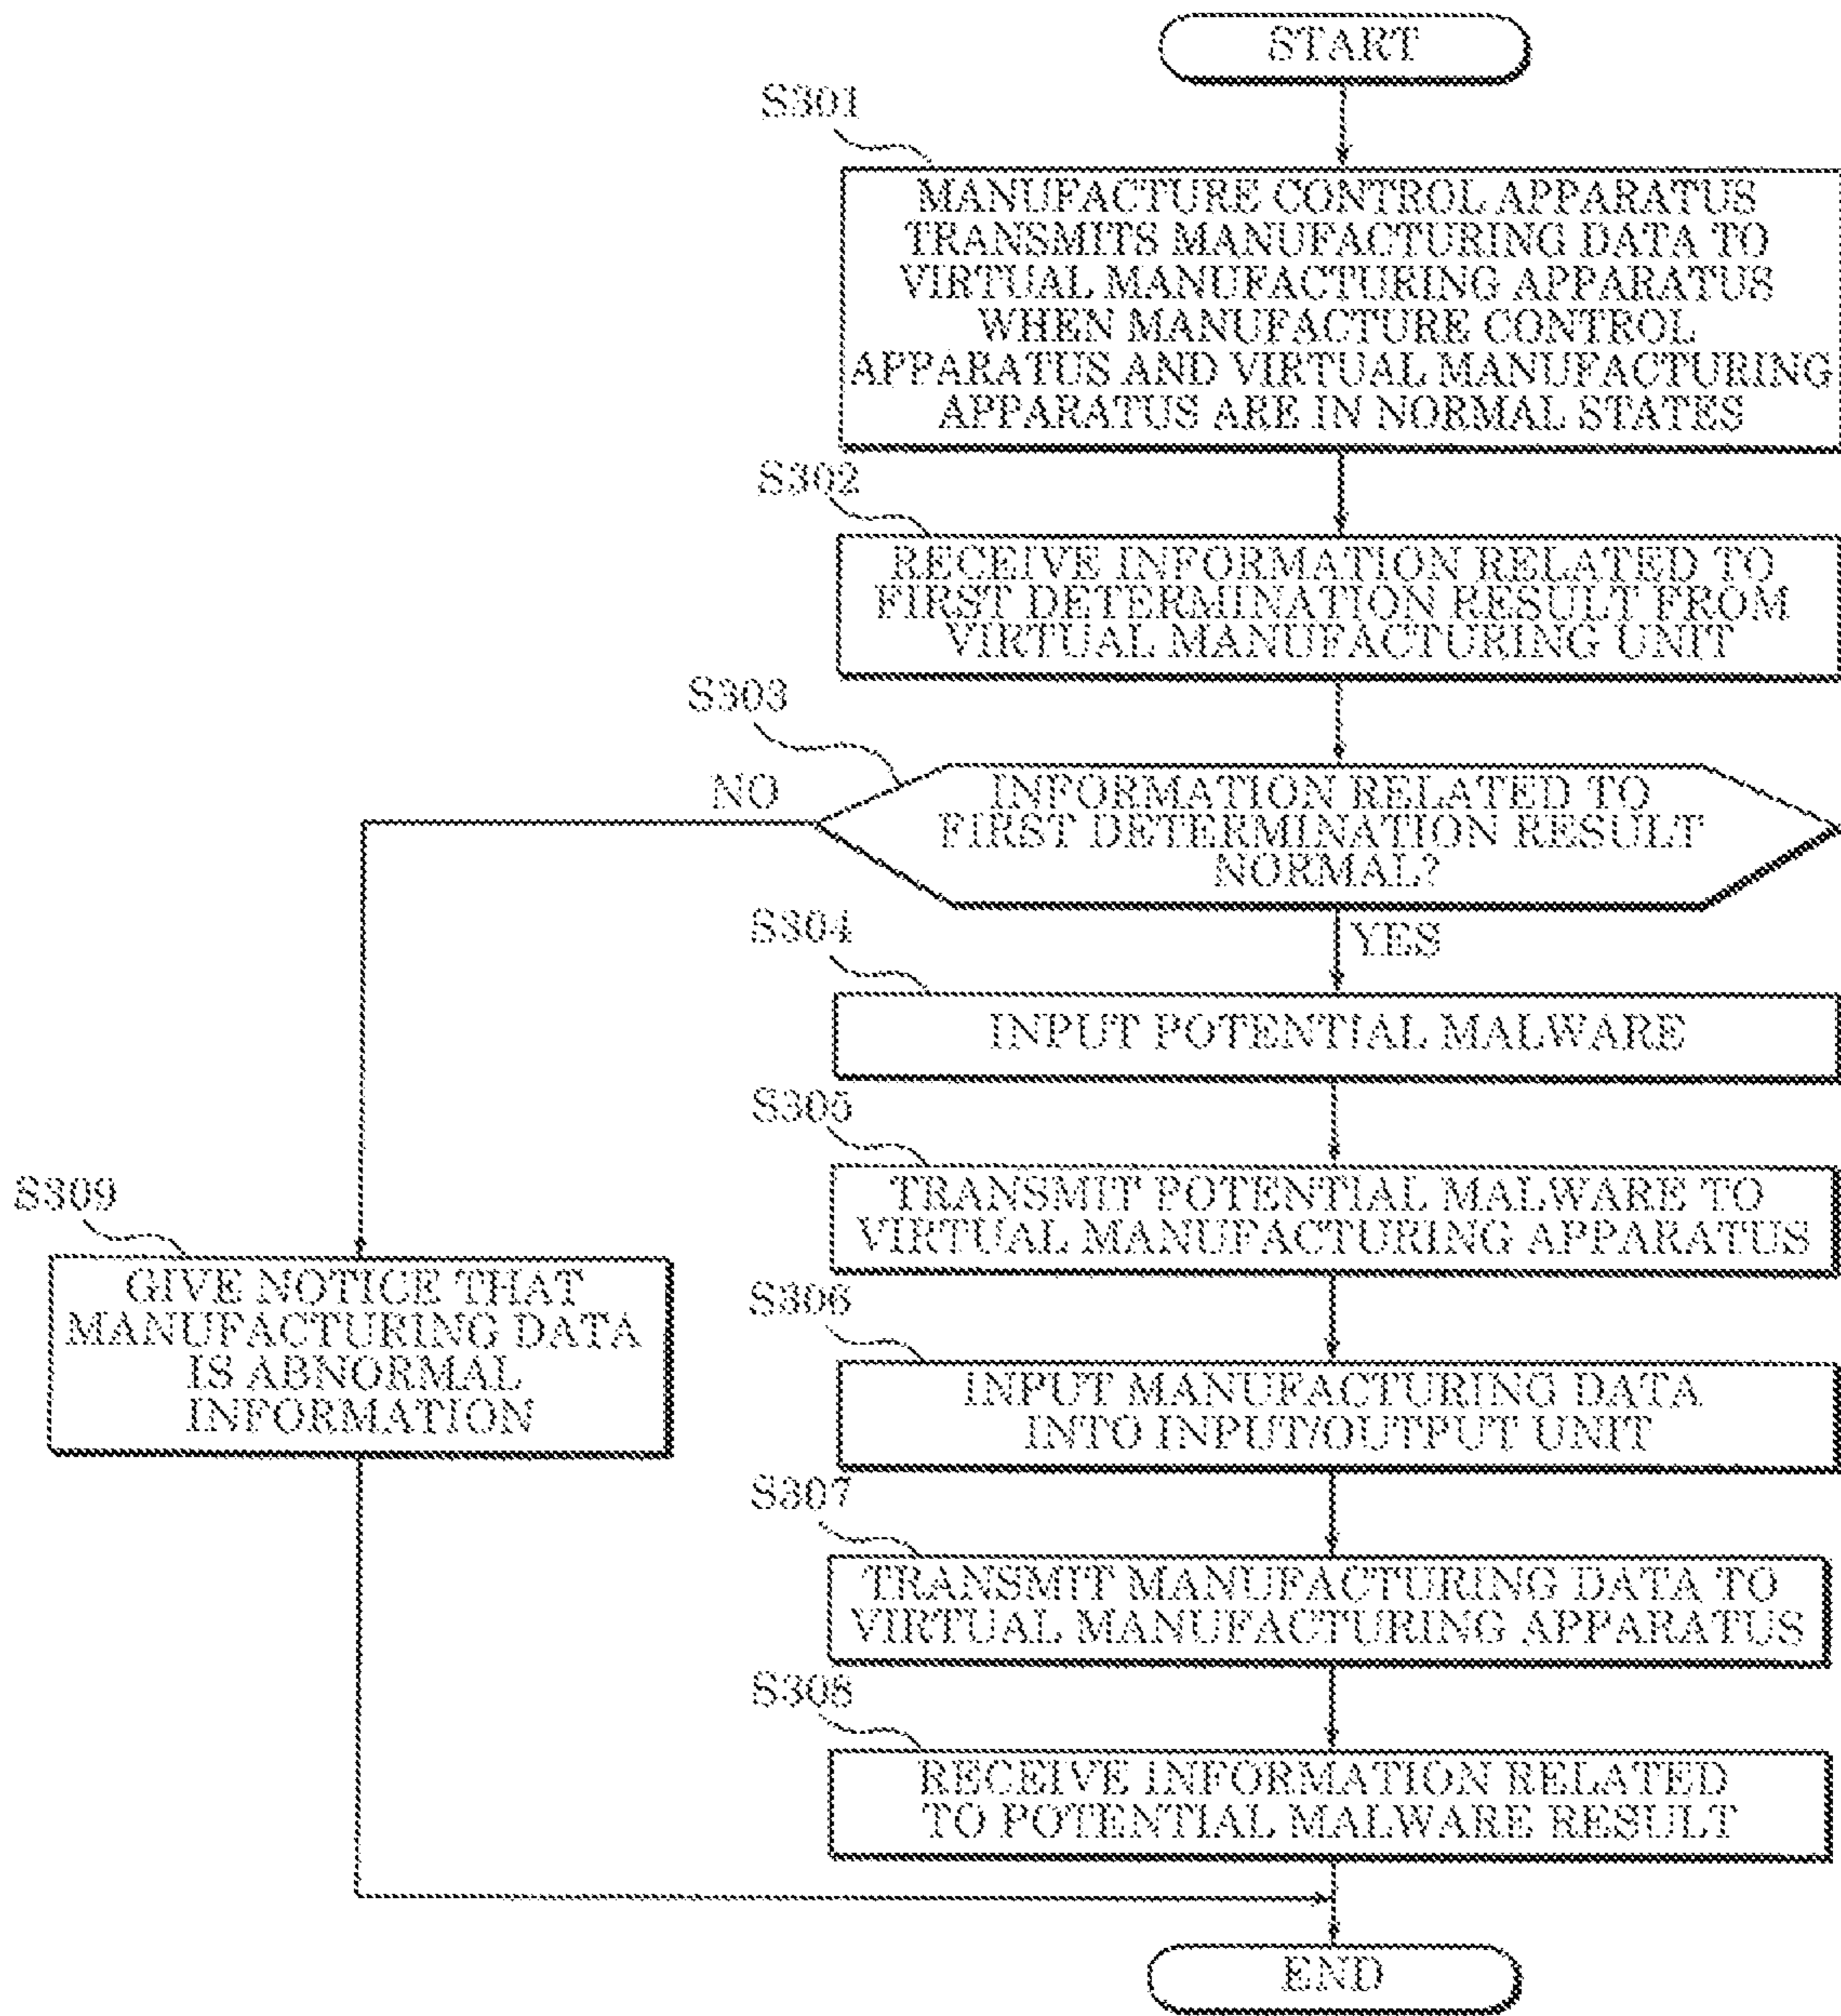 START
S301
MANUFACTURE CONTROL APPARATUS
TRANSMITS MANUFACTURING DATA TO
VIRTUAL MANUFACTURING APPARATUS
WHEN MANUFACTURE CONTROL
APPARATUS AND VIRTUAL MANUFACTURING
APPARATUS ARE IN NORMAL STATES
S302
RECEIVE INFORMATION RELATED TO
FIRST DETERMINATION RESULT FROM
VIRTUAL MANUFACTURING UNIT
S303
NO
INFORMATION RELATED TO
FIRST DETERMINATION RESULT
NORMAL?
YES
S304
INPUT POTENTIAL MALWARE
S305
TRANSMIT POTENTIAL MALWARE TO
VIRTUAL MANUFACTURING APPARATUS
S309
GIVE NOTICE THAT
MANUFACTURING DATA
IS ABNORMAL
INFORMATION
S306
INPUT MANUFACTURING DATA
INTO INPUT/OUTPUT UNIT
S307
TRANSMIT MANUFACTURING DATA TO
VIRTUAL MANUFACTURING APPARATUS
S308
RECEIVE INFORMATION RELATED
TO POTENTIAL MALWARE RESULT
END